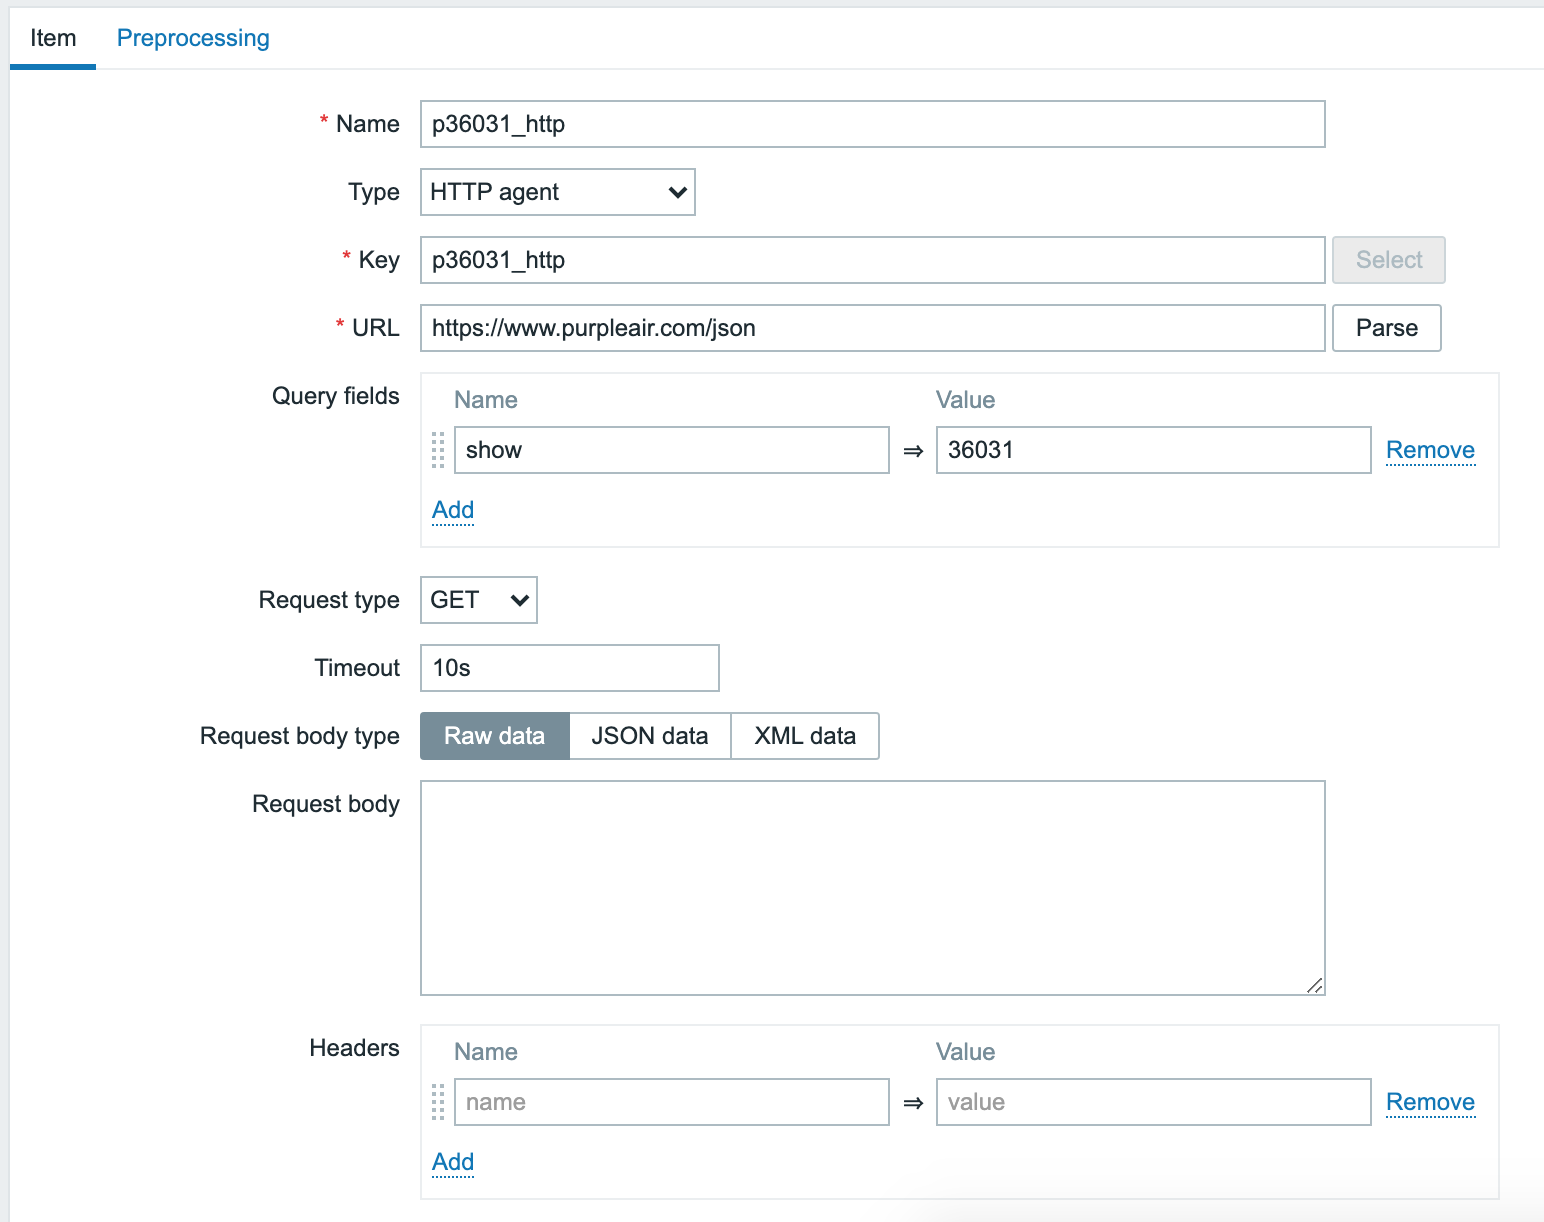 Item Preprocessing
* Name p36031_http
Type HTTP agent
* Key p36031_http Select
* URL https://www.purpleair.com/json Parse
Query fields Name Value
show ⇒ 36031 Remove
Add
Request type GET
Timeout 10s
Request body type Raw data JSON data XML data
Request body
Headers Name Value
name ⇒ value Remove
Add